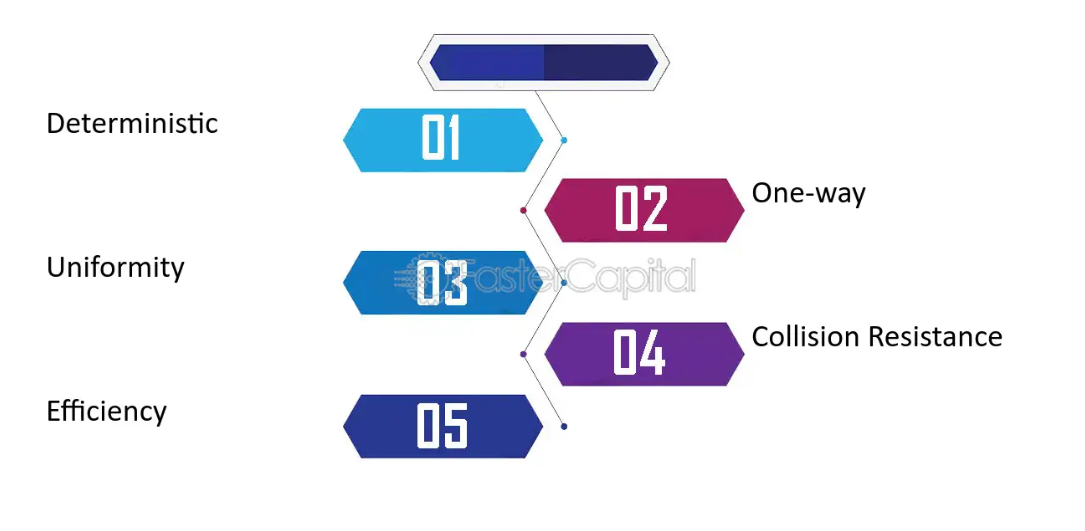 Deterministic
01
02
One-way
Uniformity
03
FasterCapital
04
Collision Resistance
Efficiency
05